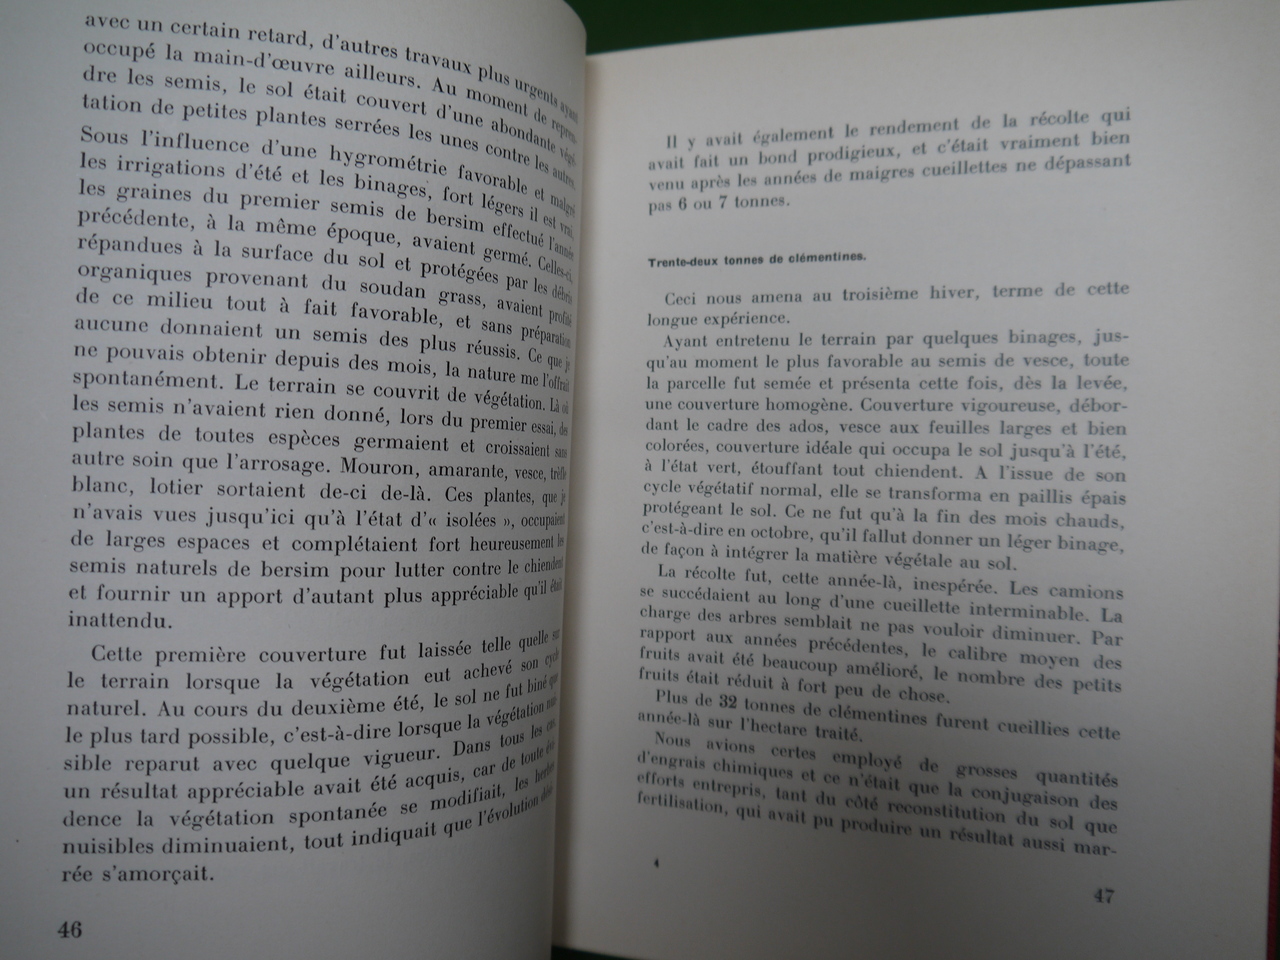 avec un certain retard, d'autres travaux plus urgents ayant
occupé la main-d'œuvre ailleurs. Au moment de repren-
dre les semis, le sol était couvert d'une abondante végé-
tation de petites plantes serrées les unes contre les autres.
Sous l'influence d'une hygrométrie favorable et malgré
les irrigations d'été et les binages, fort légers il est vrai,
les graines du premier semis de bersim effectué l'année
précédente, à la même époque, avaient germé. Celles-ci,
répandues à la surface du sol et protégées par les débris
organiques provenant du soudan grass, avaient profité
de ce milieu tout à fait favorable, et sans préparation
aucune donnaient un semis des plus réussis. Ce que je
ne pouvais obtenir depuis des mois, la nature me l'offrait
spontanément. Le terrain se couvrit de végétation. Là où
les semis n'avaient rien donné, lors du premier essai, des
plantes de toutes espèces germaient et croissaient sans
autre soin que l'arrosage. Mouron, amarante, vesce, trèfle
blanc, lotier sortaient de-ci de-là. Ces plantes, que je
n'avais vues jusqu'ici qu'à l'état d'« isolées », occupaient
de larges espaces et complétaient fort heureusement les
semis naturels de bersim pour lutter contre le chiendent
et fournir un apport d'autant plus appréciable qu'il était
inattendu.
Cette première couverture fut laissée telle quelle sur
le terrain lorsque la végétation eut achevé son cycle
naturel. Au cours du deuxième été, le sol ne fut biné que
le plus tard possible, c'est-à-dire lorsque la végétation nui-
sible reparut avec quelque vigueur. Dans tous les cas,
un résultat appréciable avait été acquis, car de toute évi-
dence la végétation spontanée se modifiait, les herbes
nuisibles diminuaient, tout indiquait que l'évolution dési-
rée s'amorçait.
46
Il y avait également le rendement de la récolte qui
avait fait un bond prodigieux, et c'était vraiment bien
venu après les années de maigres cueillettes ne dépassant
pas 6 ou 7 tonnes.
Trente-deux tonnes de clémentines.
Ceci nous amena au troisième hiver, terme de cette
longue expérience.
Ayant entretenu le terrain par quelques binages, jus-
qu'au moment le plus favorable au semis de vesce, toute
la parcelle fut semée et présenta cette fois, dès la levée,
une couverture homogène. Couverture vigoureuse, débor-
dant le cadre des ados, vesce aux feuilles larges et bien
colorées, couverture idéale qui occupa le sol jusqu'à l'été,
à l'état vert, étouffant tout chiendent. A l'issue de son
cycle végétatif normal, elle se transforma en paillis épais
protégeant le sol. Ce ne fut qu'à la fin des mois chauds,
c'est-à-dire en octobre, qu'il fallut donner un léger binage,
de façon à intégrer la matière végétale au sol.
La récolte fut, cette année-là, inespérée. Les camions
se succédaient au long d'une cueillette interminable. La
charge des arbres semblait ne pas vouloir diminuer. Par
rapport aux années précédentes, le calibre moyen des
fruits avait été beaucoup amélioré, le nombre des petits
fruits était réduit à fort peu de chose.
Plus de 32 tonnes de clémentines furent cueillies cette
année-là sur l'hectare traité.
Nous avions certes employé de grosses quantités
d'engrais chimiques et ce n'était que la conjugaison des
efforts entrepris, tant du côté reconstitution du sol que
fertilisation, qui avait pu produire un résultat aussi mar-
4
47